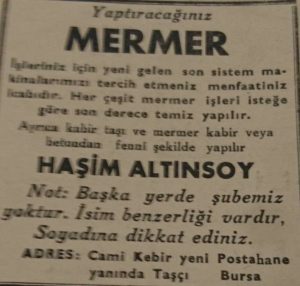 Yaptıracağınız
MERMER
İşleriniz için yeni gelen son sistem ma-
kinalarımızı tercih etmeniz menfaatiniz
icabıdır. Her çeşit mermer işleri isteğe
göre son derece temiz yapılır.
Ayrıca kabir taşı ve mermer kabir veya
betondan fenni şekilde yapılır
HAŞİM ALTINSOY
Not: Başka yerde şubemiz
yoktur. İsim benzerliği vardır,
Soyadına dikkat ediniz.
ADRES: Cami Kebir yeni Postahane
yanında Taşçı Bursa